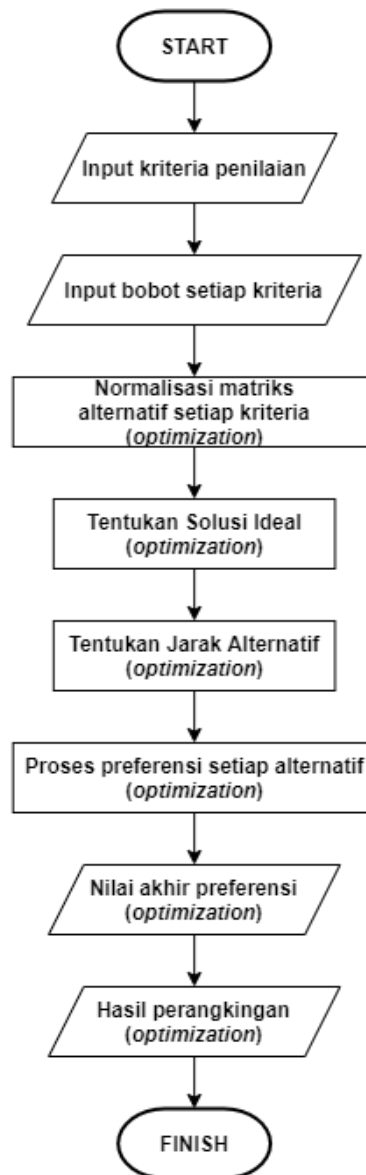 START
Input kriteria penilaian
Input bobot setiap kriteria
Normalisasi matriks
alternatif setiap kriteria
(optimization)
Tentukan Solusi Ideal
(optimization)
Tentukan Jarak Alternatif
(optimization)
Proses preferensi setiap alternatif
(optimization)
Nilai akhir preferensi
(optimization)
Hasil perangkingan
(optimization)
FINISH